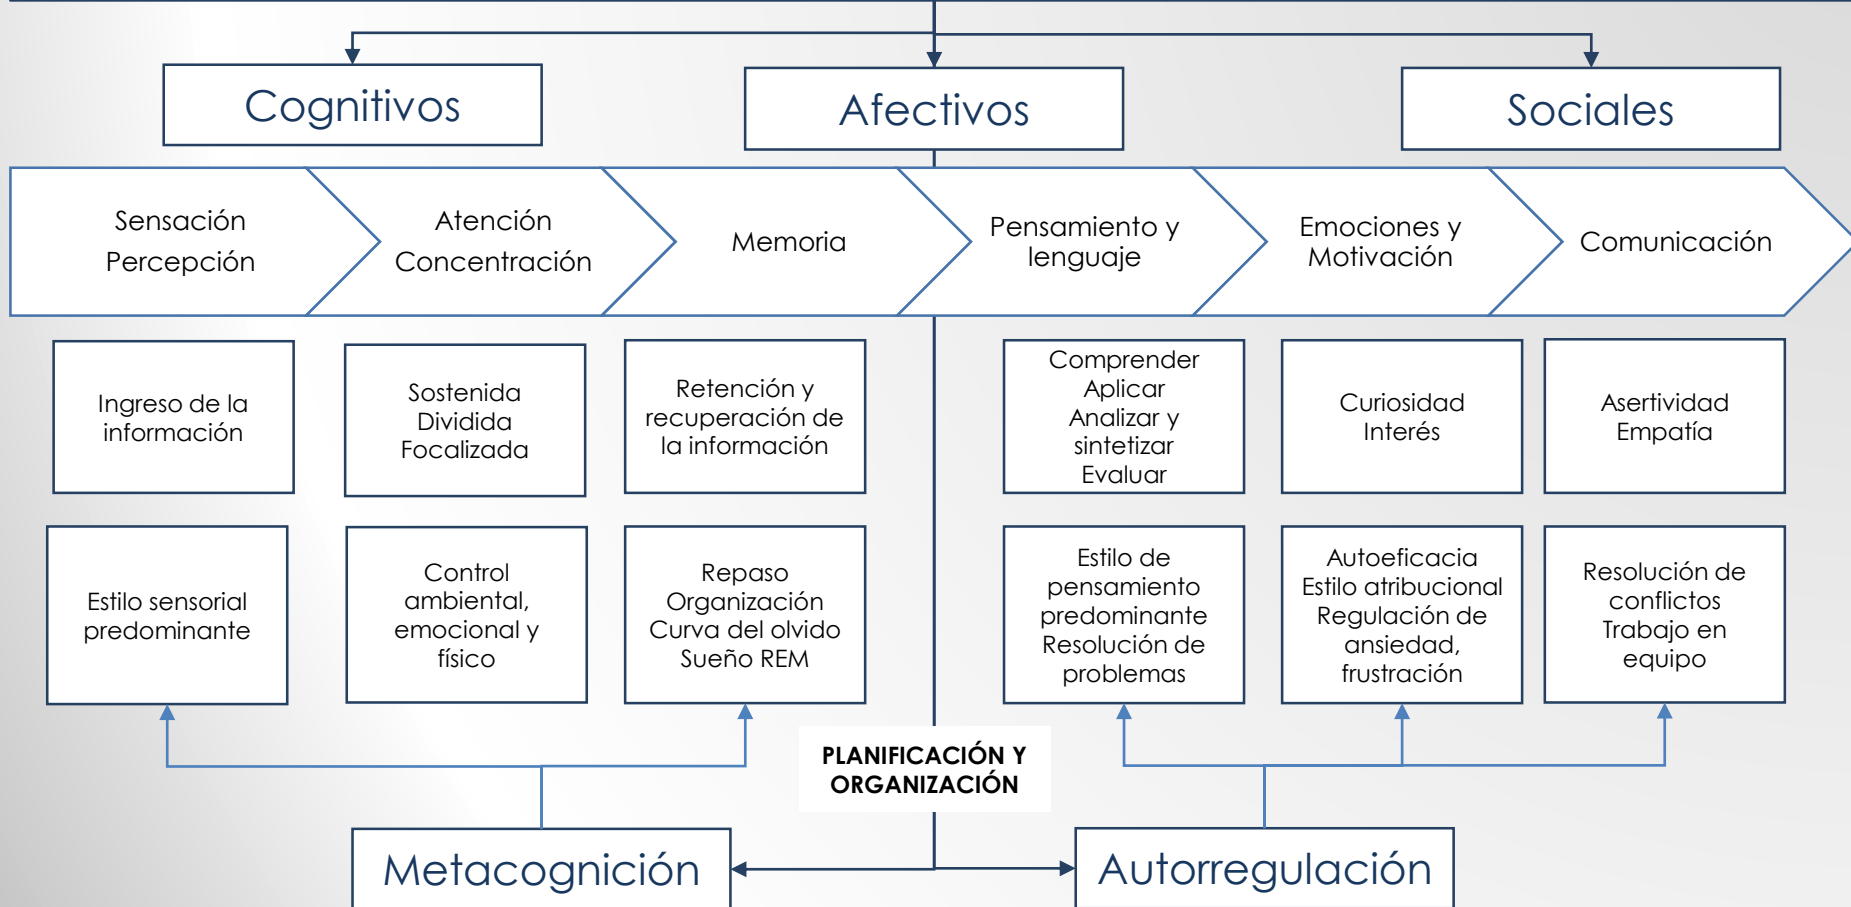 Cognitivos
Afectivos
Sociales
Sensación
Percepción
Atención
Concentración
Memoria
Pensamiento y
lenguaje
Emociones y
Motivación
Comunicación
Ingreso de la
información
Sostenida
Dividida
Focalizada
Retención y
recuperación de
la información
Comprender
Aplicar
Analizar y
sintetizar
Evaluar
Curiosidad
Interés
Asertividad
Empatía
Estilo sensorial
predominante
Control
ambiental,
emocional y
físico
Repaso
Organización
Curva del olvido
Sueño REM
Estilo de
pensamiento
predominante
Resolución de
problemas
Autoeficacia
Estilo atribucional
Regulación de
ansiedad,
frustración
Resolución de
conflictos
Trabajo en
equipo
PLANIFICACIÓN Y
ORGANIZACIÓN
Metacognición
Autorregulación